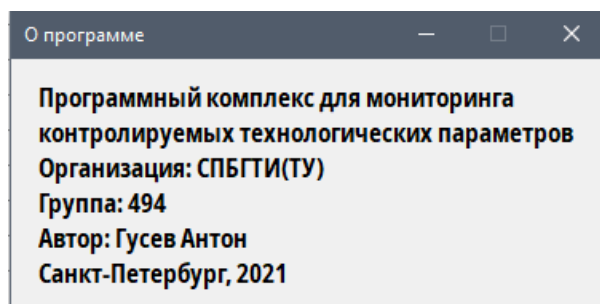 О программе
Программный комплекс для мониторинга
контролируемых технологических параметров
Организация: СПБГТИ(ТУ)
Группа: 494
Автор: Гусев Антон
Санкт-Петербург, 2021